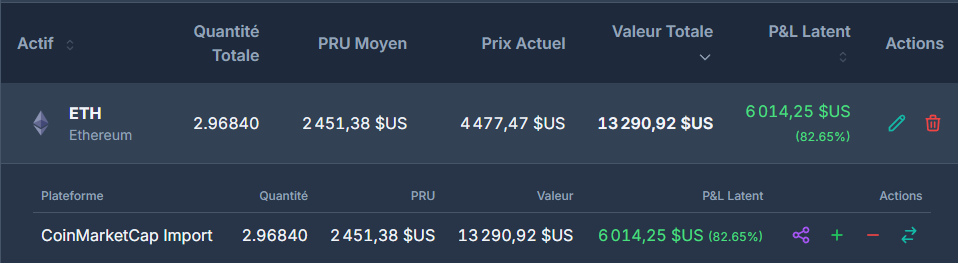 Actif
Quantité
Totale
PRU Moyen
Prix Actuel
Valeur Totale
P&L Latent
Actions
ETH
Ethereum
2.96840
2 451,38 $US
4 477,47 $US
13 290,92 $US
6 014,25 $US
(82.65%)
Plateforme Quantité PRU Valeur P&L Latent Actions
CoinMarketCap Import 2.96840 2 451,38 $US 13 290,92 $US 6 014,25 $US (82.65%)